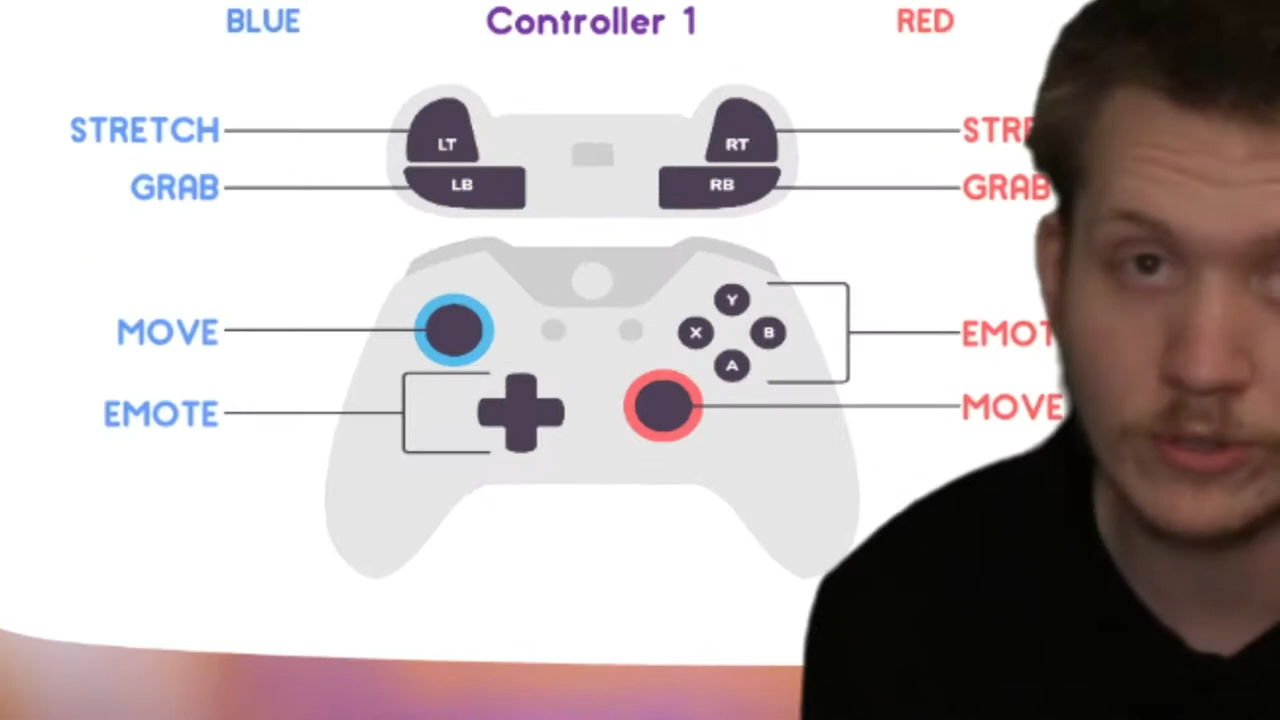 BLUE Controller 1 RED
STRETCH LT RT
GRAB LB RB GRAB
Y
MOVE X B
A
EMOTE MOVE